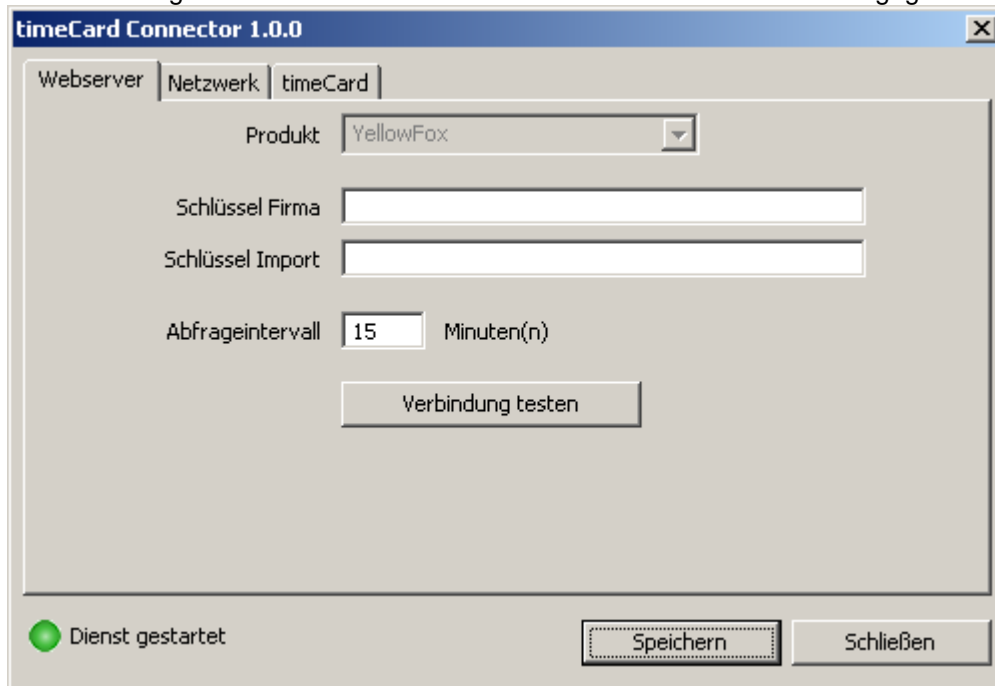 timeCard Connector 1.0.0
Webserver Netzwerk timeCard
Produkt YellowFox
Schlüssel Firma
Schlüssel Import
Abfrageintervall 15 Minuten(n)
Verbindung testen
Dienst gestartet Speichern Schließen